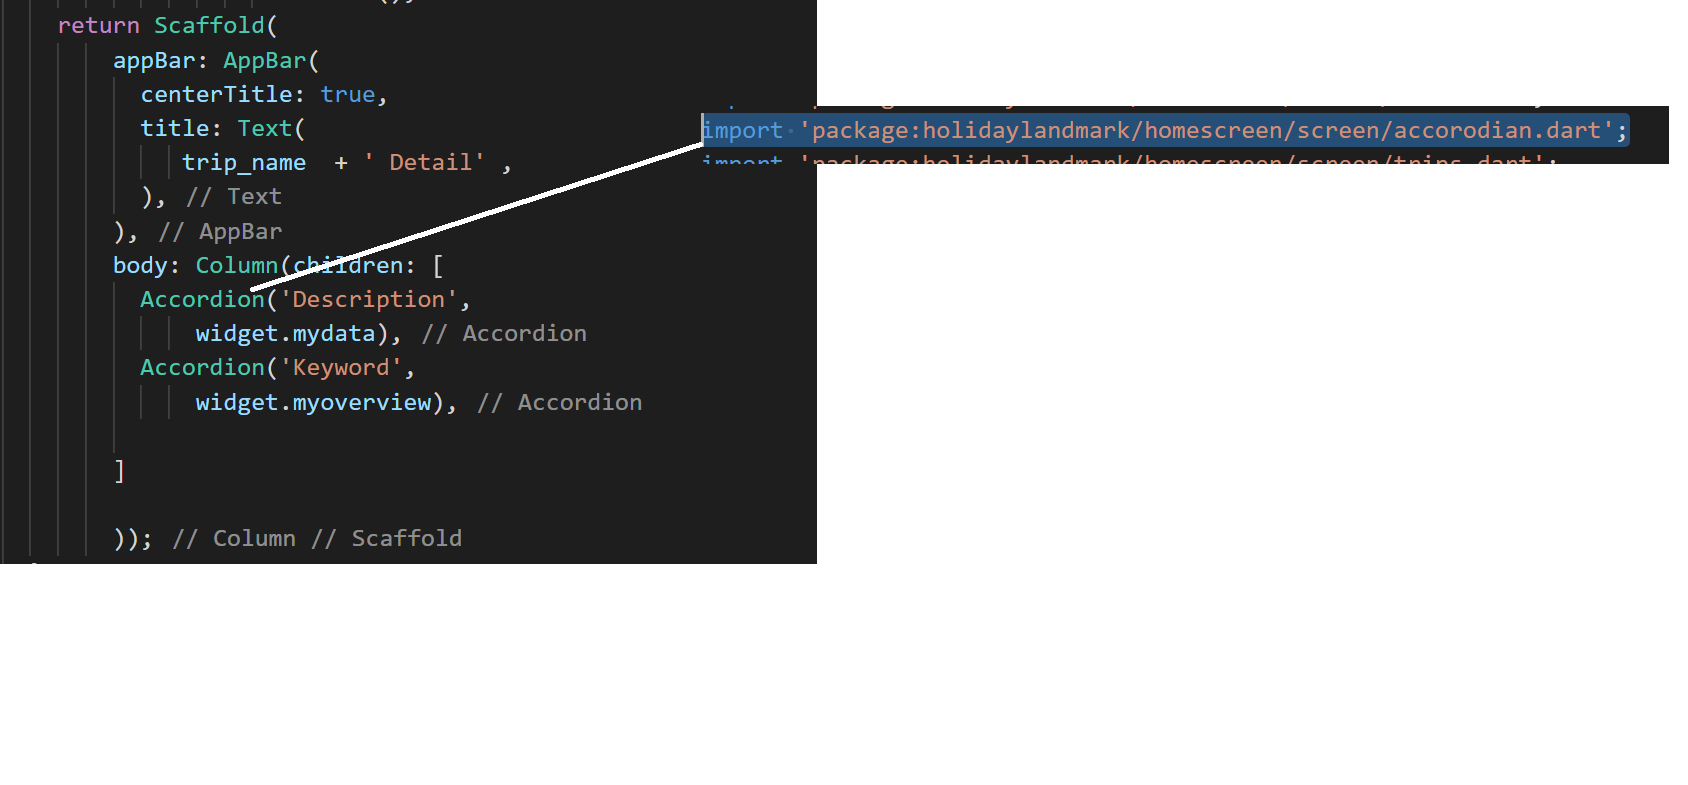 return Scaffold(
appBar: AppBar(
centerTitle: true,
title: Text(
trip_name  + ' Detail' ,
), // Text
), // AppBar
body: Column(children: [
Accordion('Description',
widget.mydata), // Accordion
Accordion('Keyword',
widget.myoverview), // Accordion
]
)); // Column // Scaffold
import 'package:holidaylandmark/homescreen/screen/accorodian.dart';
import 'package:holidaylandmark/homescreen/screen/trips.dart';